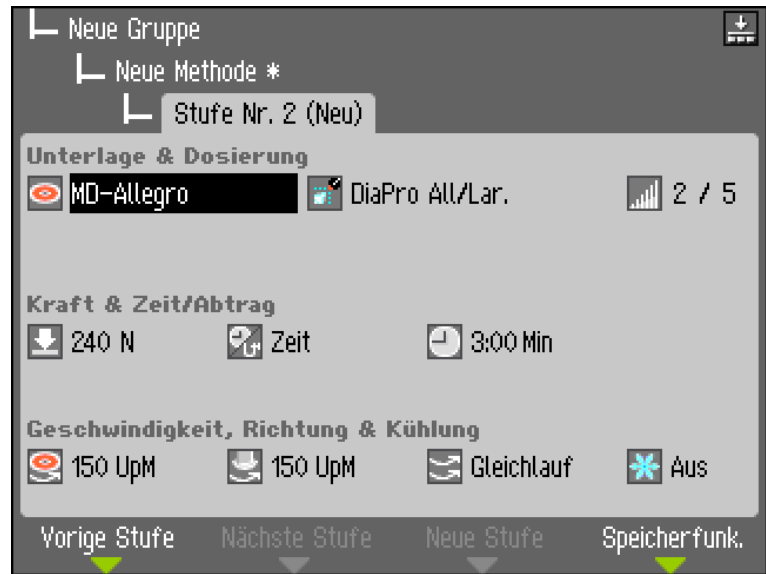 Neue Gruppe
Neue Methode *
Stufe Nr. 2 (Neu)
Unterlage & Dosierung
MD-Allegro DiaPro All/Lar. 2 / 5
Kraft & Zeit/Abtrag
240 N Zeit 3:00 Min
Geschwindigkeit, Richtung & Kühlung
150 UpM 150 UpM Gleichlauf Aus
Vorige Stufe Nächste Stufe Neue Stufe Speicherfunk.